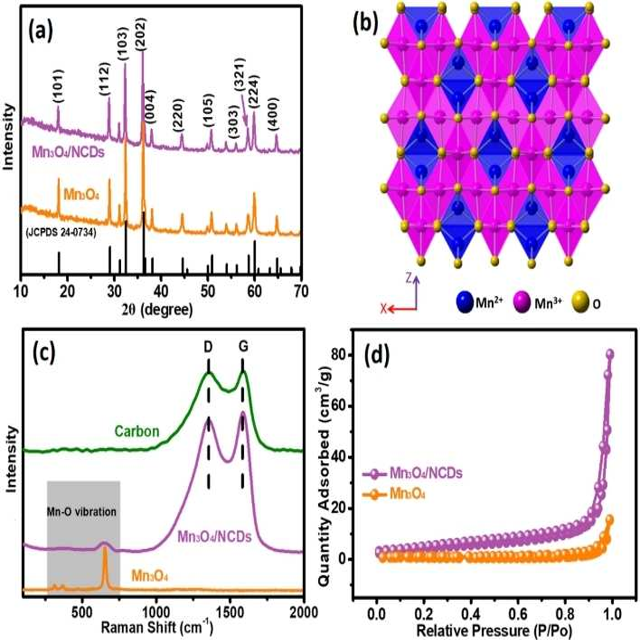 (a)
(101)
(112)
(103)
(202)
(004)
(220)
(105)
(303)
(321)
(224)
(400)
Mn₃O₄/NCDs
Mn₃O₄
(JCPDS 24-0734)
Intensity
10 20 30 40 50 60 70
2θ (degree)
(b)
Z
X
Mn²⁺ Mn³⁺ O
(c)
D G
Carbon
Mn-O vibration
Mn₃O₄/NCDs
Mn₃O₄
Intensity
500 1000 1500 2000
Raman Shift (cm⁻¹)
(d)
80
60
40
20
0
Mn₃O₄/NCDs
Mn₃O₄
Quantity Adsorbed (cm³/g)
0.0 0.2 0.4 0.6 0.8 1.0
Relative Pressure (P/Po)